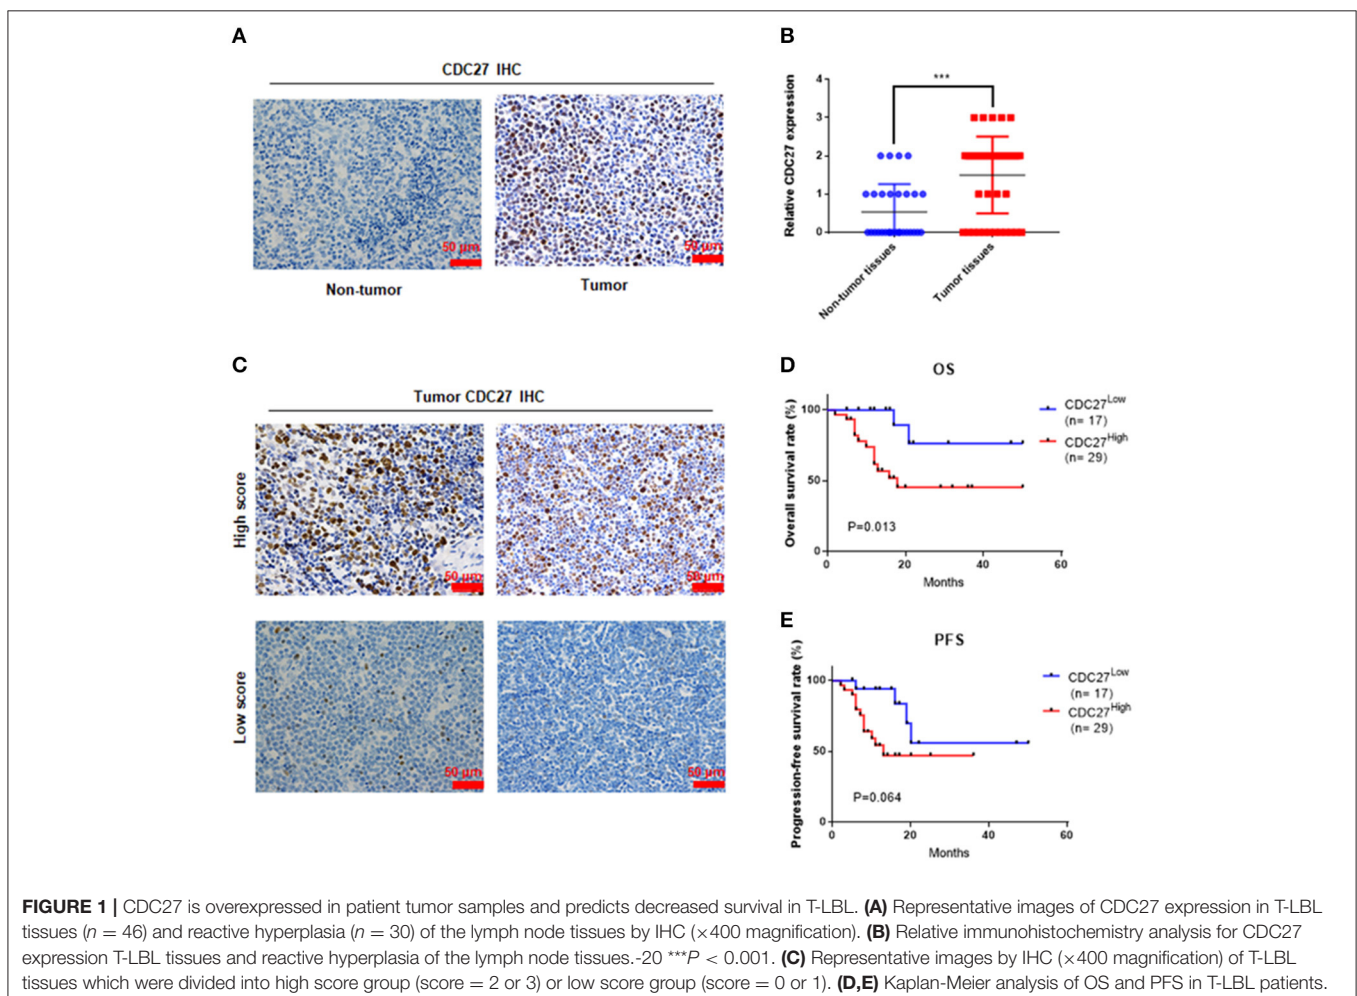 A
CDC27 IHC
50 μm
50 μm
Non-tumor
Tumor
B
Relative CDC27 expression
4
3
2
1
0
***
Non-tumor tissues
Tumor tissues
C
Tumor CDC27 IHC
High score
50 μm
50 μm
Low score
50 μm
50 μm
D
OS
Overall survival rate (%)
100
50
0
0
20
40
60
Months
P=0.013
CDC27Low
(n= 17)
CDC27High
(n= 29)
E
PFS
Progression-free survival rate (%)
100
50
0
0
20
40
60
Months
P=0.064
CDC27Low
(n= 17)
CDC27High
(n= 29)
FIGURE 1 | CDC27 is overexpressed in patient tumor samples and predicts decreased survival in T-LBL. (A) Representative images of CDC27 expression in T-LBL
tissues (n = 46) and reactive hyperplasia (n = 30) of the lymph node tissues by IHC (×400 magnification). (B) Relative immunohistochemistry analysis for CDC27
expression T-LBL tissues and reactive hyperplasia of the lymph node tissues.-20 ***P < 0.001. (C) Representative images by IHC (×400 magnification) of T-LBL
tissues which were divided into high score group (score = 2 or 3) or low score group (score = 0 or 1). (D,E) Kaplan-Meier analysis of OS and PFS in T-LBL patients.